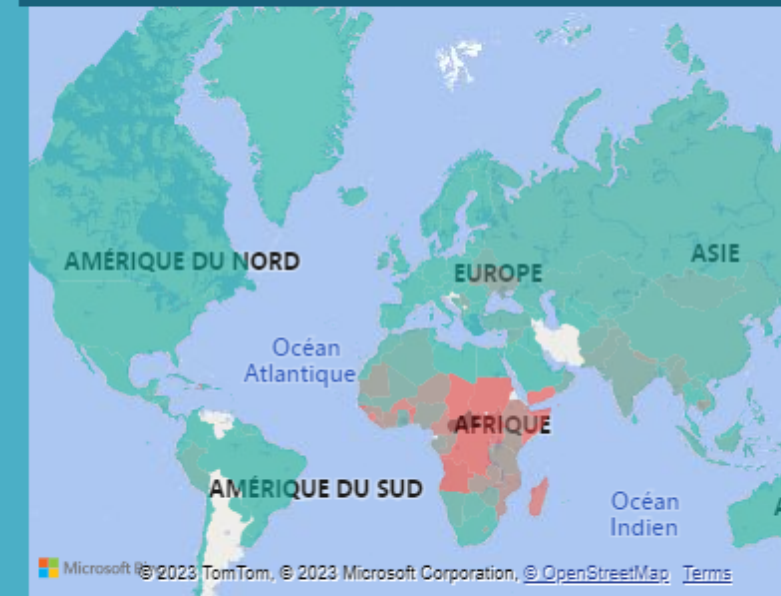 AMÉRIQUE DU NORD
EUROPE
ASIE
Océan
Atlantique
AFRIQUE
AMÉRIQUE DU SUD
Océan
Indien
Microsoft
© 2023 TomTom, © 2023 Microsoft Corporation, © OpenStreetMap Terms